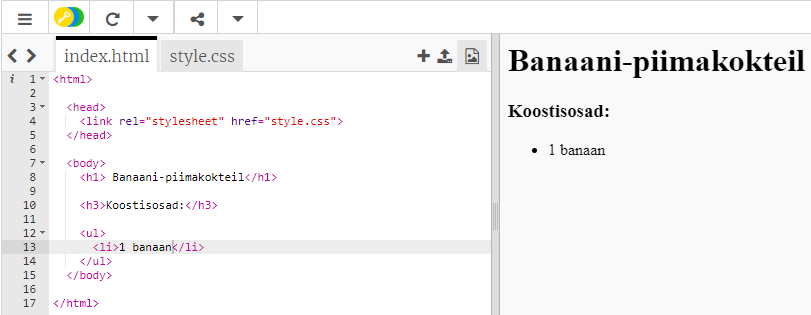 index.html style.css
i 1 <html>
2
3 <head>
4 <link rel="stylesheet" href="style.css">
5 </head>
6
7 <body>
8 <h1> Banaani-piimakokteil</h1>
9
10 <h3>Koostisosad:</h3>
11
12 <ul>
13 <li>1 banaan</li>
14 </ul>
15 </body>
16
17 </html>
Banaani-piimakokteil
Koostisosad:
• 1 banaan